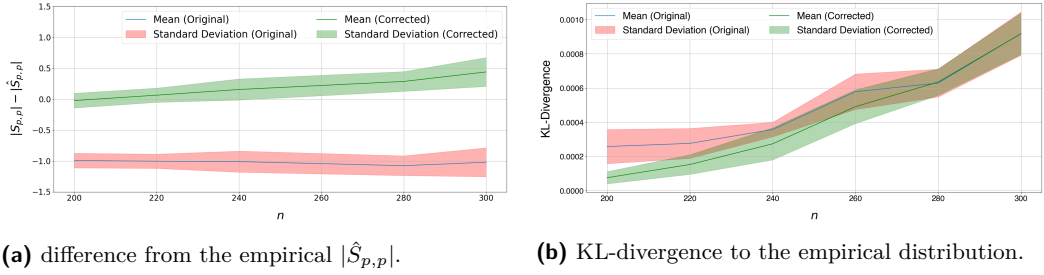 Mean (Original)
Standard Deviation (Original)
Mean (Corrected)
Standard Deviation (Corrected)
|S_{p,p}| − |Ŝ_{p,p}|
1.5
1.0
0.5
0.0
−0.5
−1.0
−1.5
200 220 240 260 280 300
n
(a) difference from the empirical |Ŝ_{p,p}|.
Mean (Original)
Standard Deviation (Original)
Mean (Corrected)
Standard Deviation (Corrected)
KL-Divergence
0.0010
0.0008
0.0006
0.0004
0.0002
0.0000
200 220 240 260 280 300
n
(b) KL-divergence to the empirical distribution.